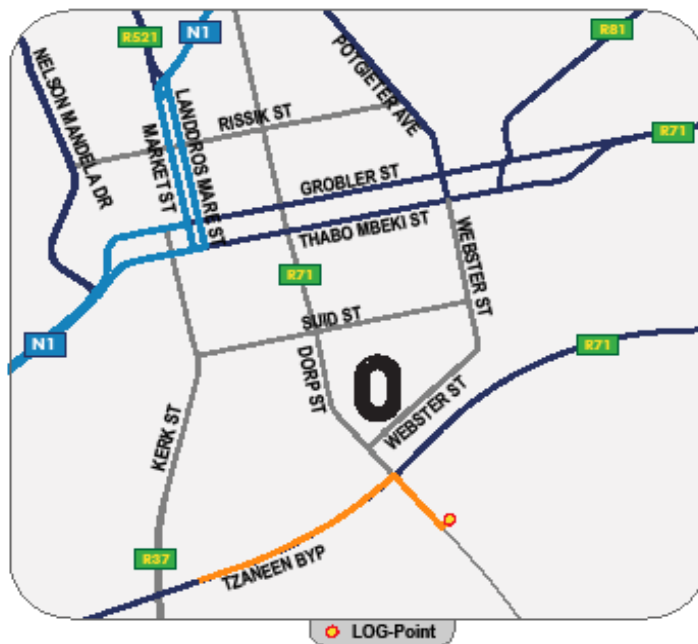 R521
N1
R81
NELSON MANDELA DR
POTGIETER AVE
LANDDROS MARE ST
MARKET ST
RISSIK ST
R71
GROBLER ST
THABO MBEKI ST
WEBSTER ST
R71
SUID ST
N1
R71
DORP ST
WEBSTER ST
KERK ST
R37
TZANEEN BYP
LOG-Point